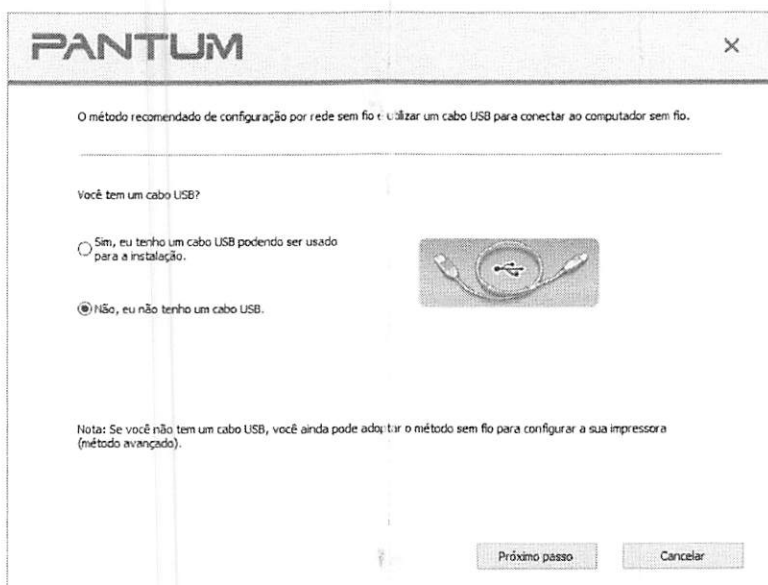 PANTUM
O método recomendado de configuração por rede sem fio é utilizar um cabo USB para conectar ao computador sem fio.
Você tem um cabo USB?
Sim, eu tenho um cabo USB podendo ser usado
para a instalação.
Não, eu não tenho um cabo USB.
Nota: Se você não tem um cabo USB, você ainda pode adoptar o método sem fio para configurar a sua impressora
(método avançado).
Próximo passo
Cancelar